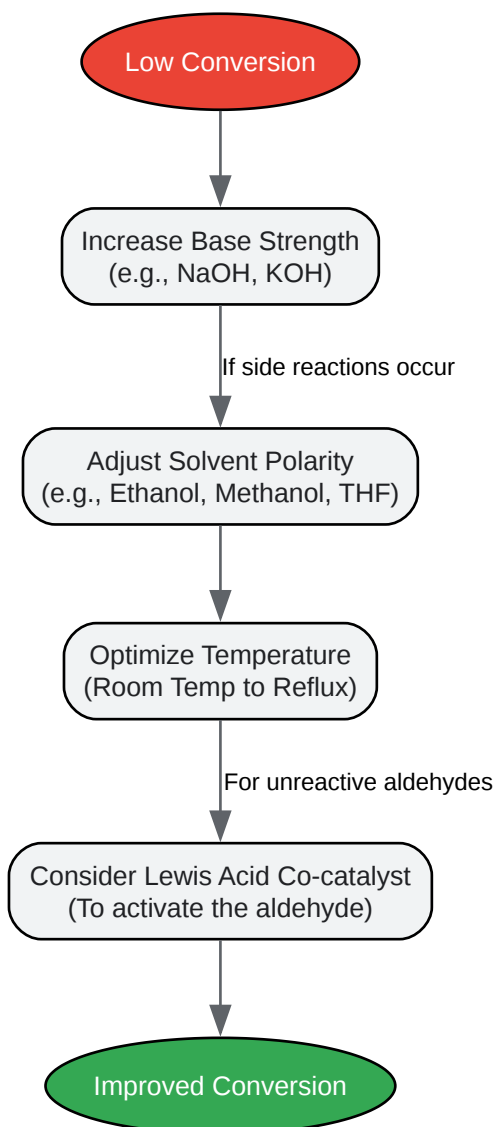 Low Conversion
Increase Base Strength
(e.g., NaOH, KOH)
If side reactions occur
Adjust Solvent Polarity
(e.g., Ethanol, Methanol, THF)
Optimize Temperature
(Room Temp to Reflux)
For unreactive aldehydes
Consider Lewis Acid Co-catalyst
(To activate the aldehyde)
Improved Conversion